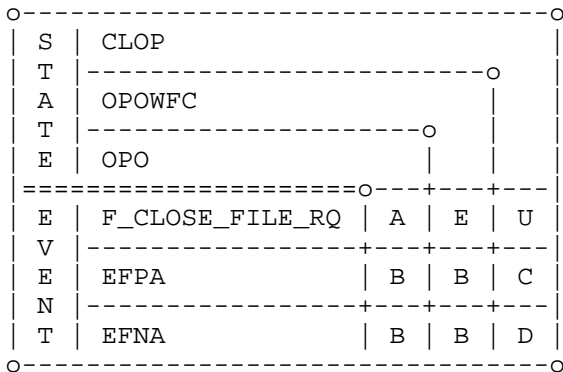 o---------------------------------o
| S | CLOP                        |
| T |-------------------------o   |
| A | OPOWFC                  |   |
| T |---------------------o   |   |
| E | OPO                 |   |   |
|=====================o---+---+---|
| E | F_CLOSE_FILE_RQ | A | E | U |
| V |-----------------+---+---+---|
| E | EFPA            | B | B | C |
| N |-----------------+---+---+---|
| T | EFNA            | B | B | D |
o---------------------------------o